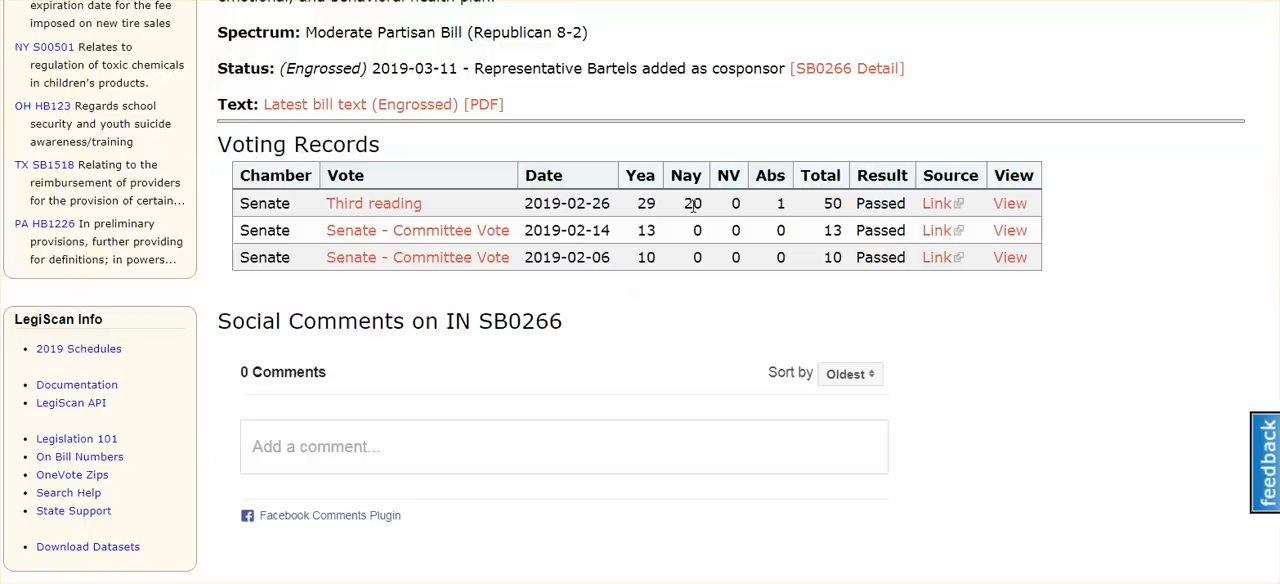 expiration date for the fee
imposed on new tire sales
NY S00501 Relates to
regulation of toxic chemicals
in children's products.
OH HB123 Regards school
security and youth suicide
awareness/training
TX SB1518 Relating to the
reimbursement of providers
for the provision of certain...
PA HB1226 In preliminary
provisions, further providing
for definitions; in powers...
LegiScan Info
2019 Schedules
Documentation
LegiScan API
Legislation 101
On Bill Numbers
OneVote Zips
Search Help
State Support
Download Datasets
emotional, and behavioral health plan.
Spectrum: Moderate Partisan Bill (Republican 8-2)
Status: (Engrossed) 2019-03-11 - Representative Bartels added as cosponsor [SB0266 Detail]
Text: Latest bill text (Engrossed) [PDF]
Voting Records
Chamber Vote Date Yea Nay NV Abs Total Result Source View
Senate Third reading 2019-02-26 29 20 0 1 50 Passed Link View
Senate Senate - Committee Vote 2019-02-14 13 0 0 0 13 Passed Link View
Senate Senate - Committee Vote 2019-02-06 10 0 0 0 10 Passed Link View
Social Comments on IN SB0266
0 Comments Sort by Oldest
Add a comment...
Facebook Comments Plugin
feedback